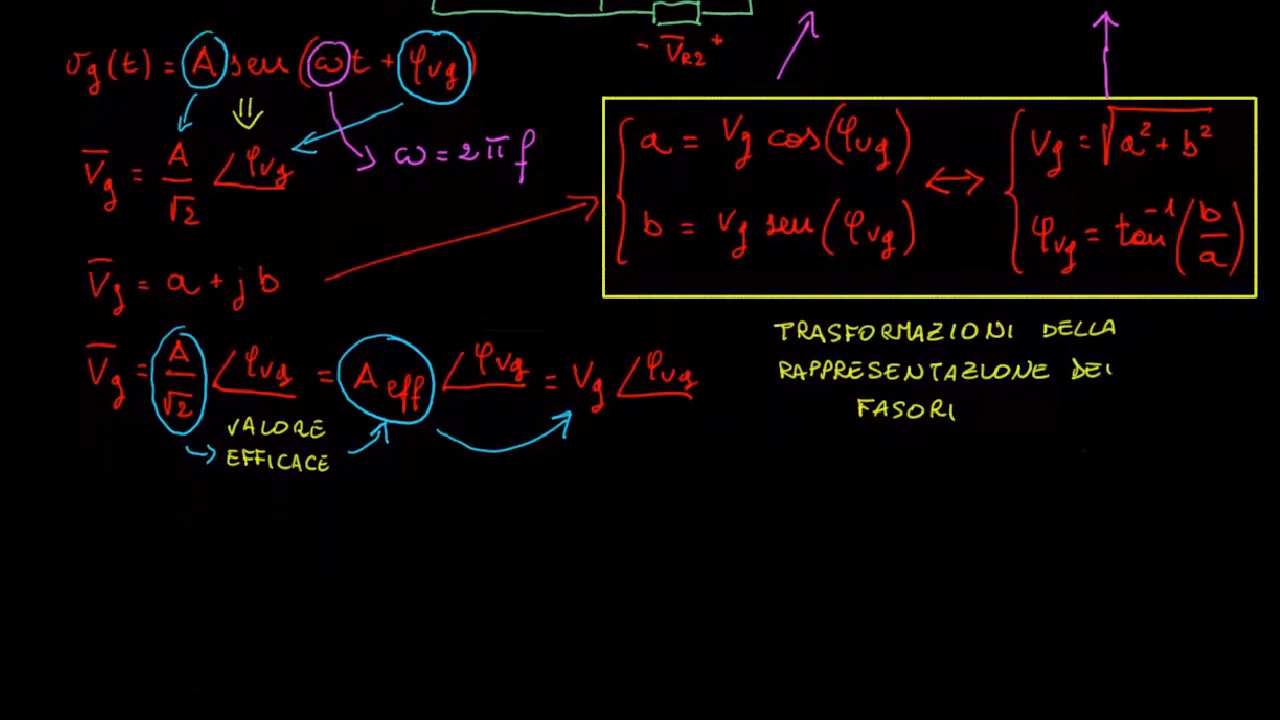 - V̅R2 +
vg(t) = A sen(ωt + φvg)
⇓
V̅g = A/√2 ∠φvg
ω = 2πf
V̅g = a + jb
V̅g = A/√2 ∠φvg = Aeff ∠φvg = Vg ∠φvg
VALORE
EFFICACE
{ a = Vg cos(φvg)
b = Vg sen(φvg)
↔
{ Vg = √a² + b²
φvg = tan⁻¹(b/a)
TRASFORMAZIONI DELLA
RAPPRESENTAZIONE DEI
FASORI